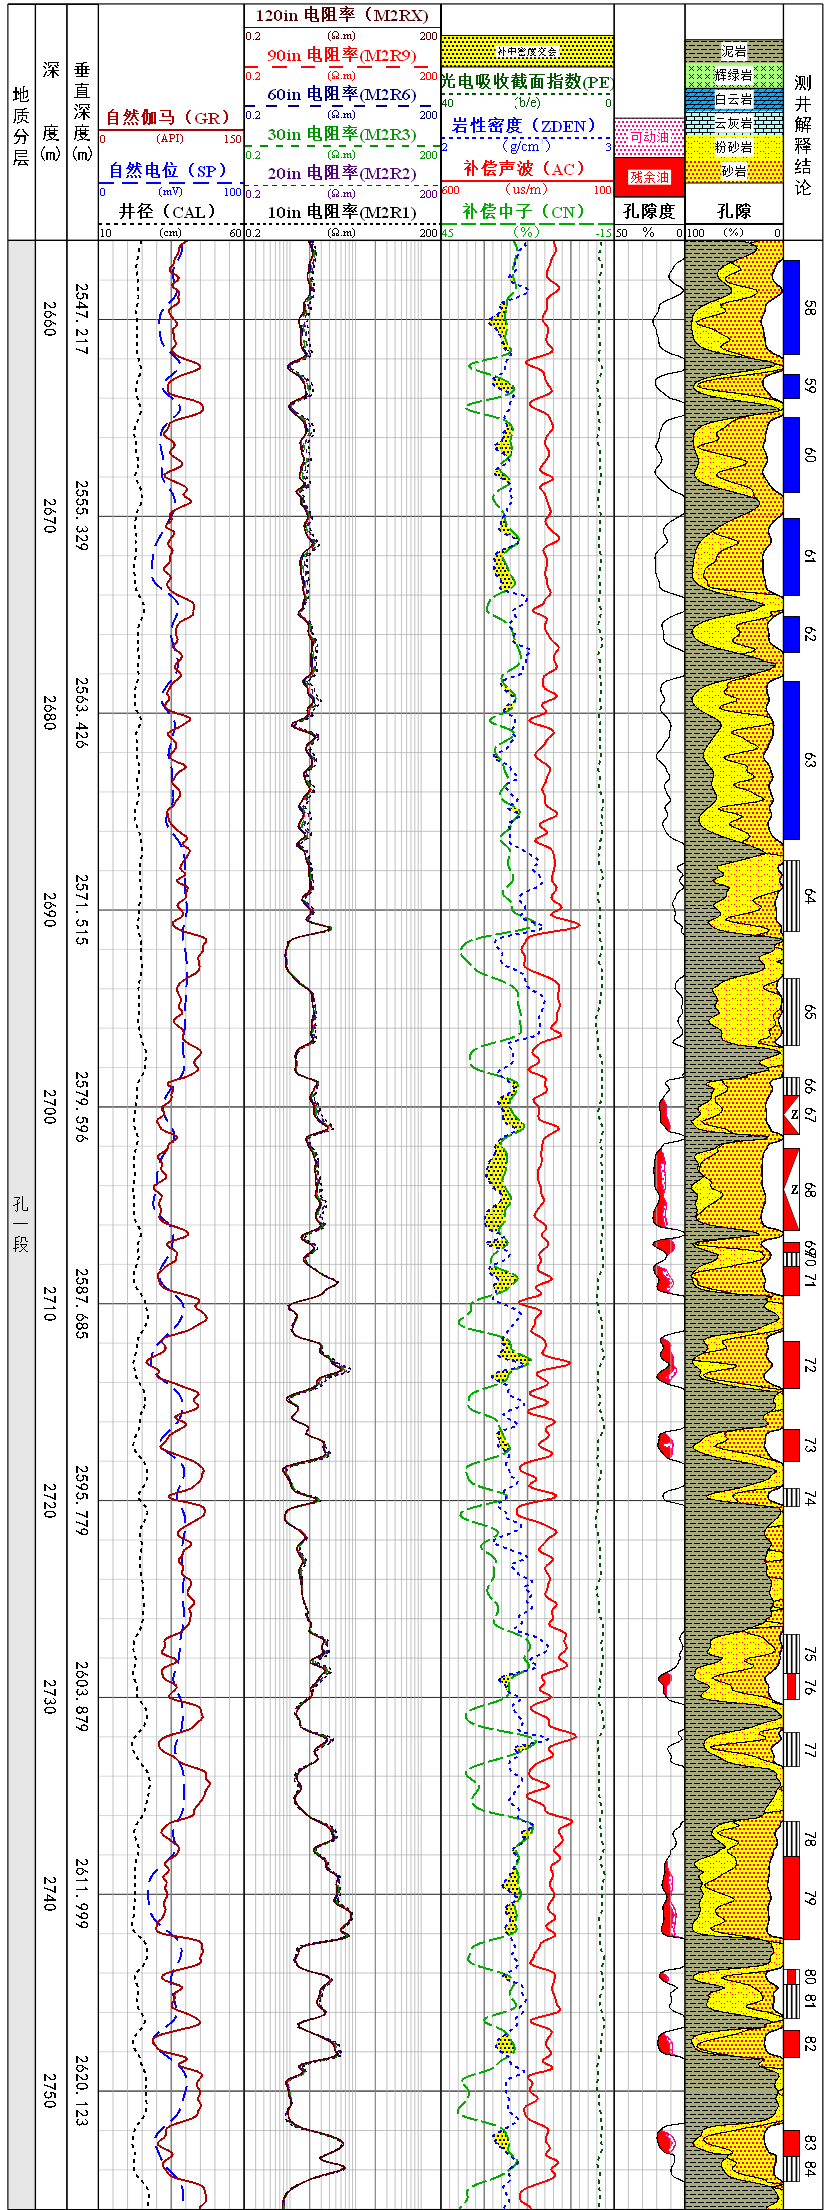 地质分层
深 度(m)
垂直深度(m)
自然伽马（GR）
0 (API) 150
自然电位（SP）
0 (mV) 100
井径（CAL）
10 (cm) 60
120in 电阻率（M2RX）
0.2 (Ω.m) 200
90in 电阻率(M2R9)
0.2 (Ω.m) 200
60in 电阻率(M2R6)
0.2 (Ω.m) 200
30in 电阻率(M2R3)
0.2 (Ω.m) 200
20in 电阻率(M2R2)
0.2 (Ω.m) 200
10in 电阻率(M2R1)
0.2 (Ω.m) 200
补中密度交会
光电吸收截面指数(PE)
40 (b/e) 0
岩性密度（ZDEN）
2 (g/cm³) 3
补偿声波（AC）
600 (us/m) 100
补偿中子（CN）
45 (%) -15
可动油
残余油
孔隙度
50 % 0
泥岩
辉绿岩
白云岩
云灰岩
粉砂岩
砂岩
孔隙
100 (%) 0
测井解释结论
孔一段
2660
2670
2680
2690
2700
2710
2720
2730
2740
2750
2547.217
2555.329
2563.426
2571.515
2579.596
2587.685
2595.779
2603.879
2611.999
2620.123
58
59
60
61
62
63
64
65
66
67
Z
68
Z
69
70
71
72
73
74
75
76
77
78
79
80
81
82
83
84